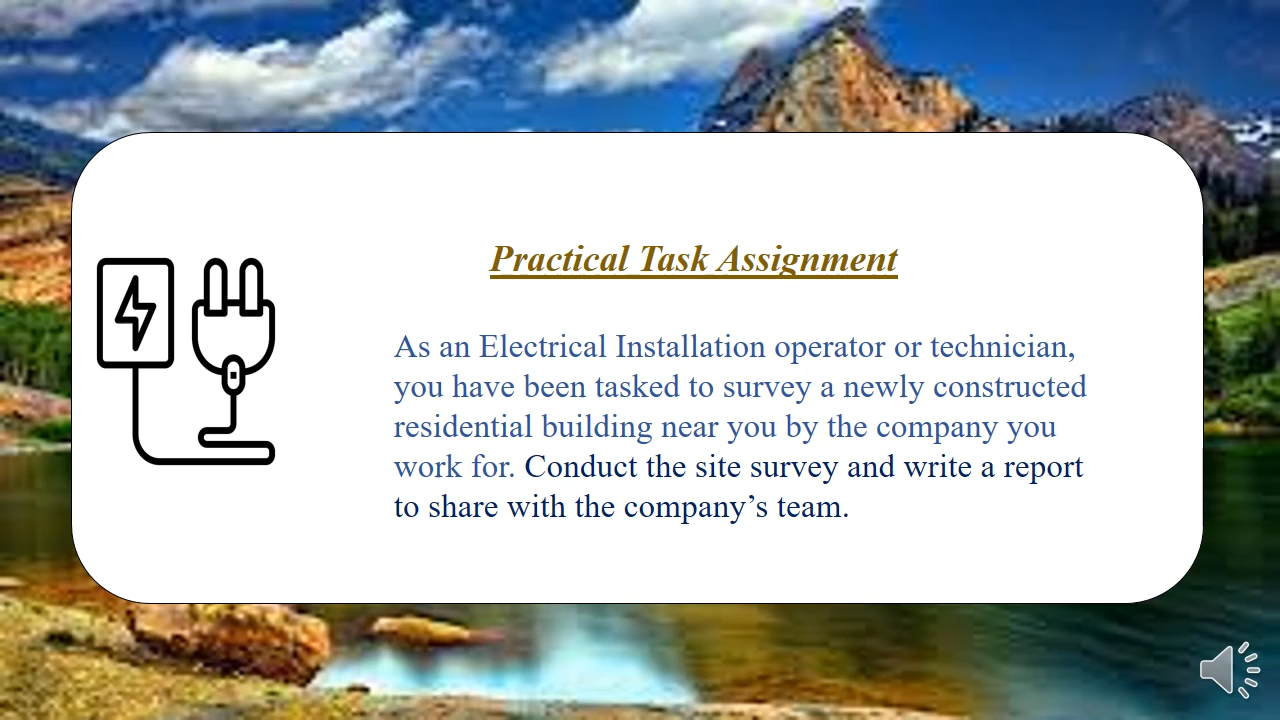 Practical Task Assignment
As an Electrical Installation operator or technician,
you have been tasked to survey a newly constructed
residential building near you by the company you
work for. Conduct the site survey and write a report
to share with the company’s team.